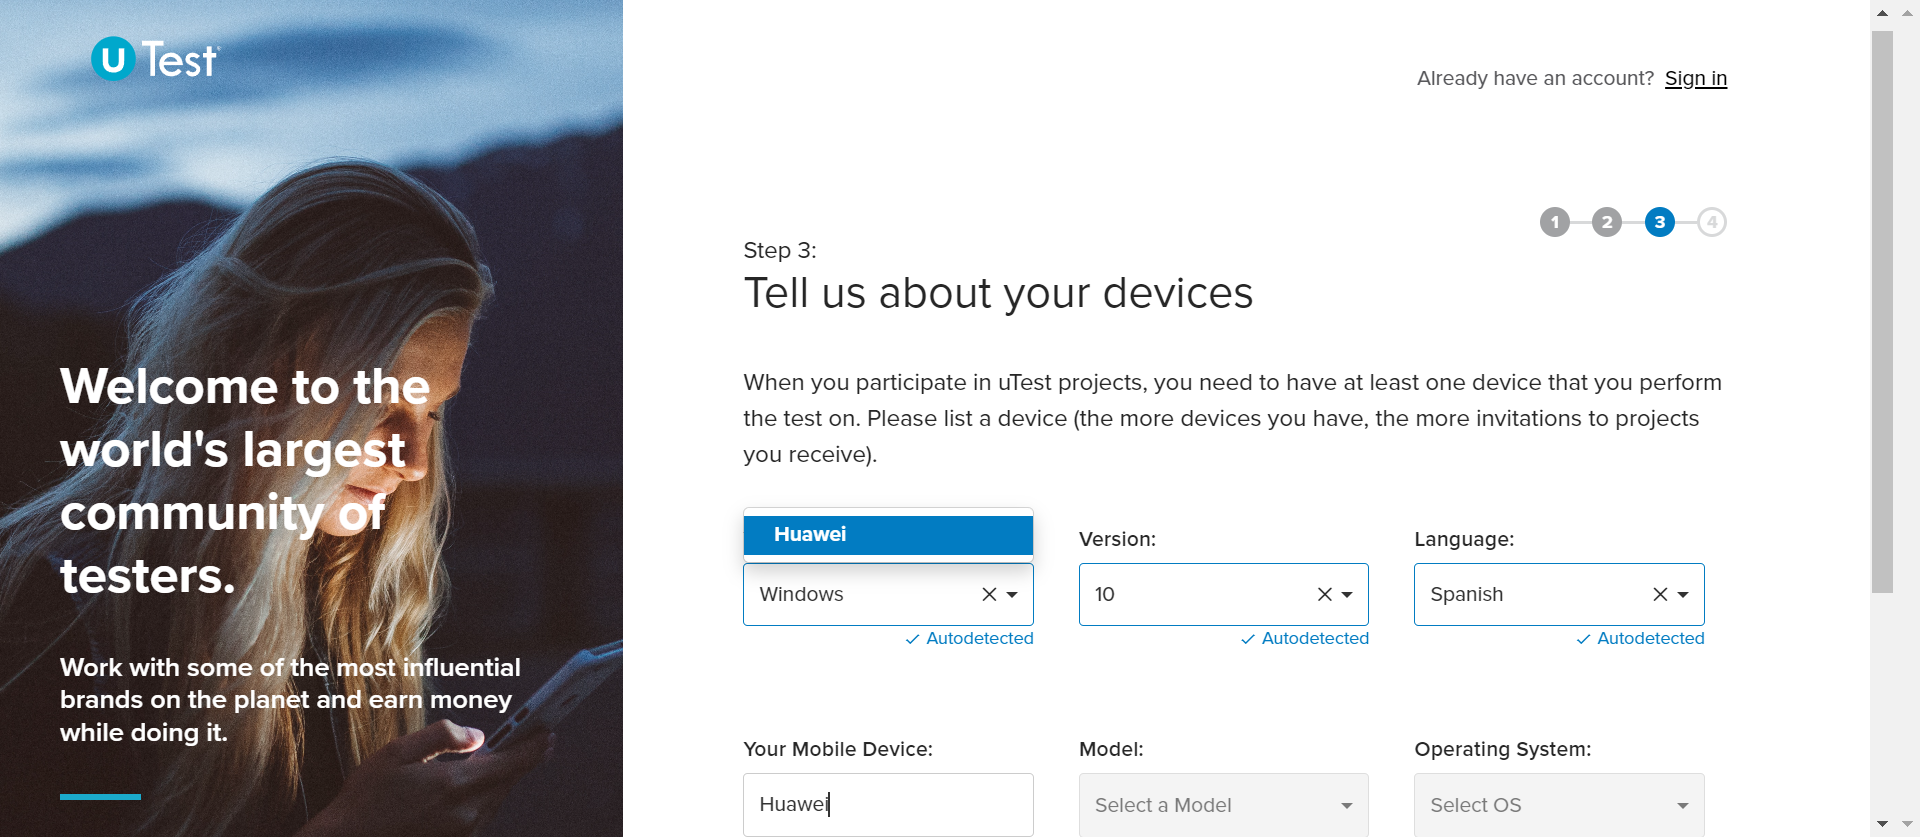 u Test
Welcome to the
world's largest
community of
testers.
Work with some of the most influential
brands on the planet and earn money
while doing it.
Already have an account? Sign in
1 2 3 4
Step 3:
Tell us about your devices
When you participate in uTest projects, you need to have at least one device that you perform
the test on. Please list a device (the more devices you have, the more invitations to projects
you receive).
Huawei
Version: Language:
Windows 10 Spanish
Autodetected Autodetected Autodetected
Your Mobile Device: Model: Operating System:
Huawei Select a Model Select OS